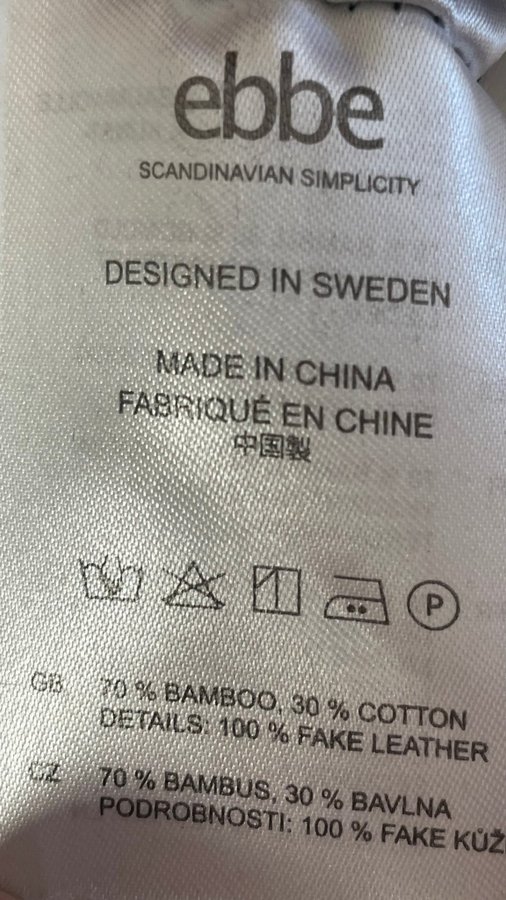 ebbe
SCANDINAVIAN SIMPLICITY
DESIGNED IN SWEDEN
MADE IN CHINA
FABRIQUÉ EN CHINE
中国製
P
GB 70 % BAMBOO, 30 % COTTON
DETAILS: 100 % FAKE LEATHER
CZ 70 % BAMBUS, 30 % BAVLNA
PODROBNOSTI: 100 % FAKE KŮŽ